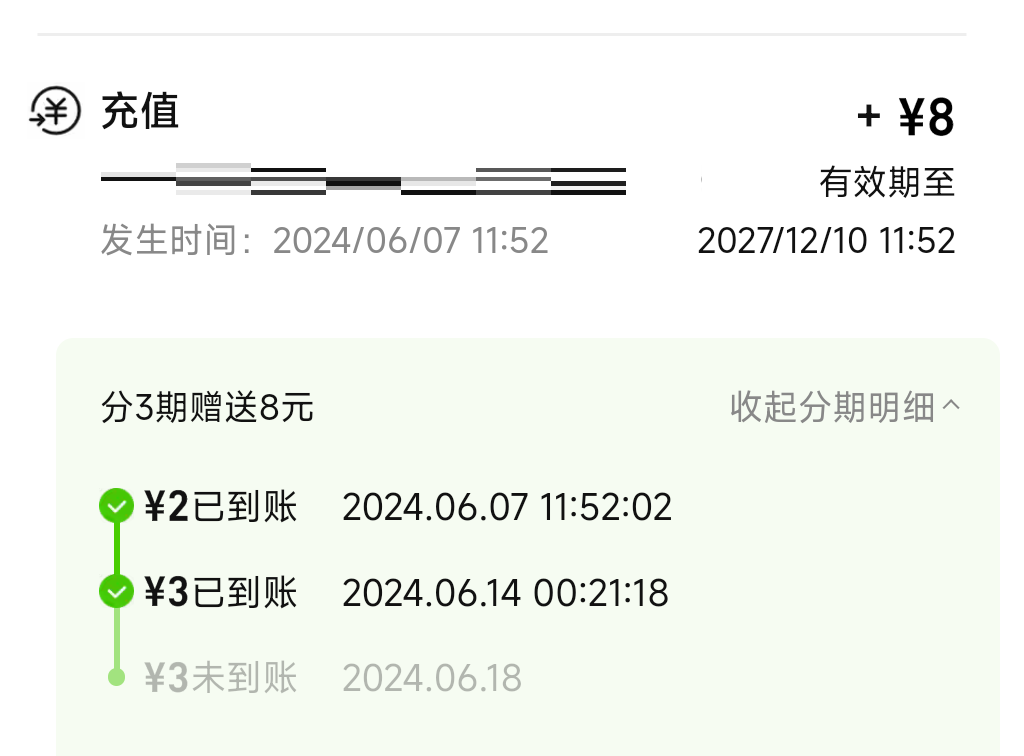 充值
+ ¥8
有效期至
发生时间：2024/06/07 11:52
2027/12/10 11:52
分3期赠送8元
收起分期明细
¥2已到账 2024.06.07 11:52:02
¥3已到账 2024.06.14 00:21:18
¥3未到账 2024.06.18